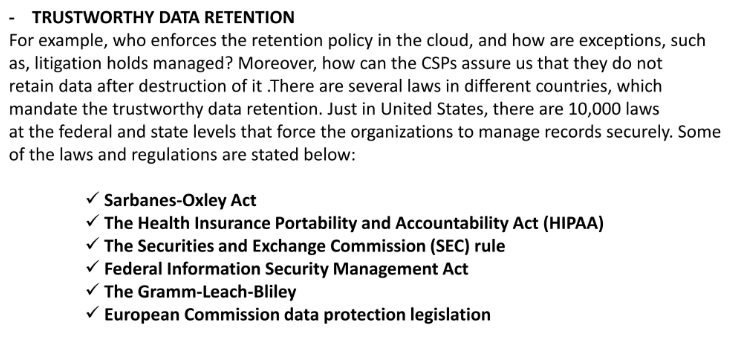 - TRUSTWORTHY DATA RETENTION
For example, who enforces the retention policy in the cloud, and how are exceptions, such
as, litigation holds managed? Moreover, how can the CSPs assure us that they do not
retain data after destruction of it .There are several laws in different countries, which
mandate the trustworthy data retention. Just in United States, there are 10,000 laws
at the federal and state levels that force the organizations to manage records securely. Some
of the laws and regulations are stated below:
✓ Sarbanes-Oxley Act
✓ The Health Insurance Portability and Accountability Act (HIPAA)
✓ The Securities and Exchange Commission (SEC) rule
✓ Federal Information Security Management Act
✓ The Gramm-Leach-Bliley
✓ European Commission data protection legislation